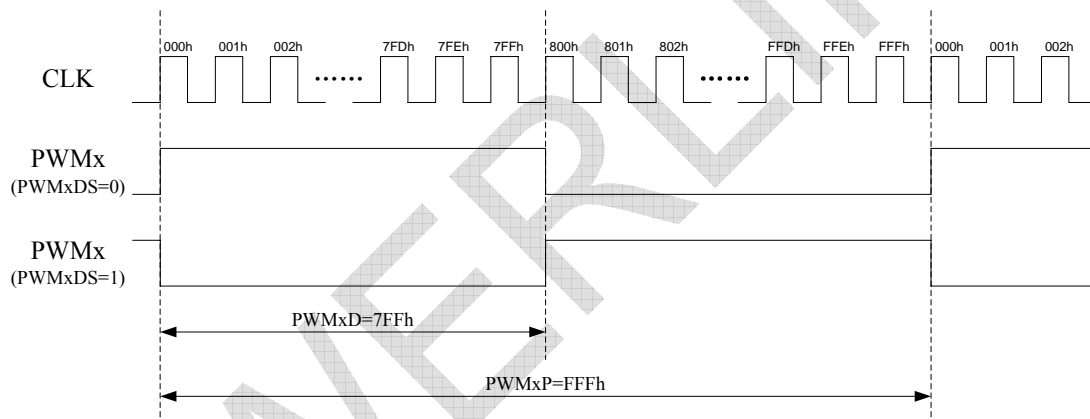 000h 001h 002h 7FDh 7FEh 7FFh 800h 801h 802h FFDh FFEh FFFh 000h 001h 002h
CLK ...... ......
PWMx
(PWMxDS=0)
PWMx
(PWMxDS=1)
PWMxD=7FFh
PWMxP=FFFh